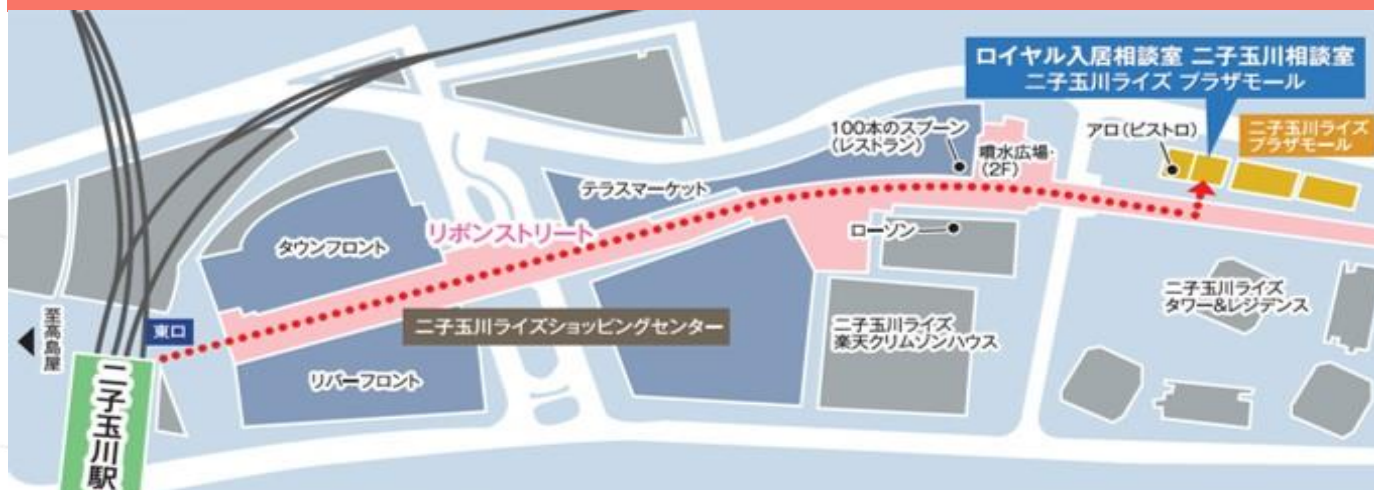 ロイヤル入居相談室 二子玉川相談室
二子玉川ライズ プラザモール
100本のスプーン
(レストラン)
噴水広場・
(2F)
アロ(ビストロ)
二子玉川ライズ
プラザモール
テラスマーケット
リボンストリート
タウンフロント
ローソン
二子玉川ライズ
タワー&レジデンス
至高島屋
東口
二子玉川ライズショッピングセンター
二子玉川ライズ
楽天クリムゾンハウス
リバーフロント
二子玉川駅